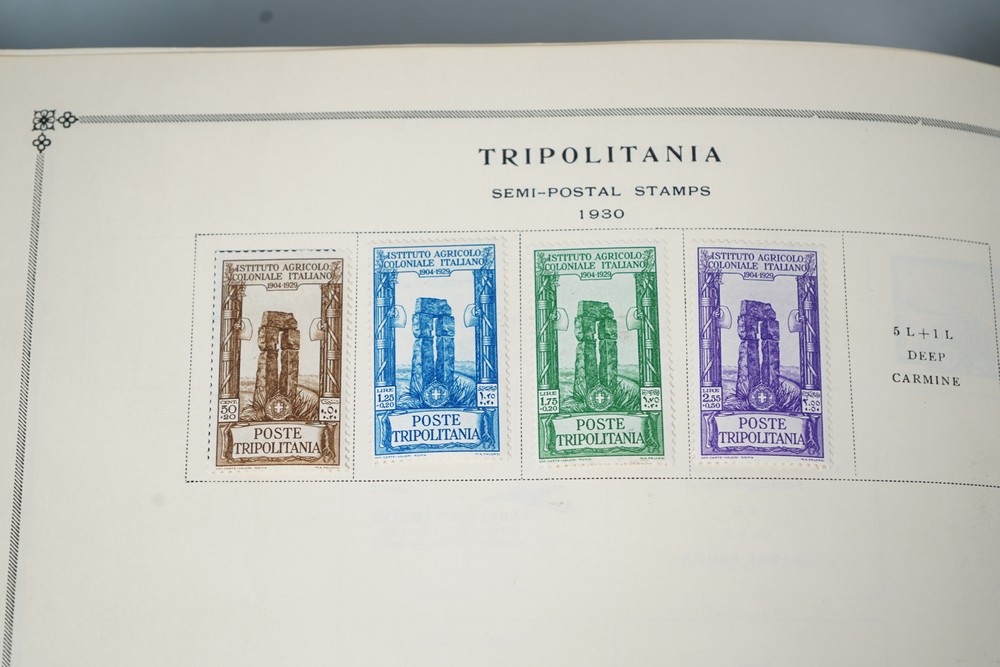 TRIPOLITANIA
SEMI-POSTAL STAMPS
1930
ISTITUTO AGRICOLO
COLONIALE ITALIANO
1904-1929
CENT.
50
+20
POSTE
TRIPOLITANIA
ISTITUTO AGRICOLO
COLONIALE ITALIANO
1904-1929
LIRE
1.25
+0.20
١.٢٥
POSTE
TRIPOLITANIA
ISTITUTO AGRICOLO
COLONIALE ITALIANO
1904-1929
LIRE
1.75
+0.20
POSTE
TRIPOLITANIA
ISTITUTO AGRICOLO
COLONIALE ITALIANO
1904-1929
LIRE
2.55
+0.50
POSTE
TRIPOLITANIA
5 L+1 L
DEEP
CARMINE